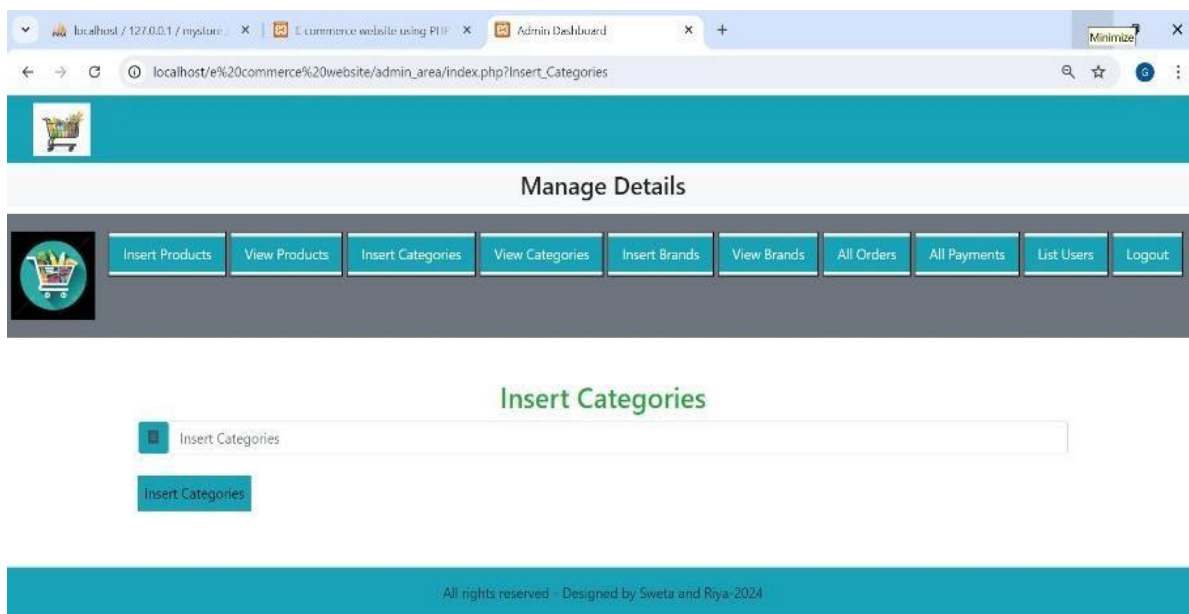 localhost / 127.0.0.1 / mystore
E commerce website using PHP
Admin Dashboard
Minimize
localhost/e%20commerce%20website/admin_area/index.php?Insert_Categories
G
Manage Details
Insert Products View Products Insert Categories View Categories Insert Brands View Brands All Orders All Payments List Users Logout
Insert Categories
Insert Categories
Insert Categories
All rights reserved - Designed by Sweta and Riya-2024